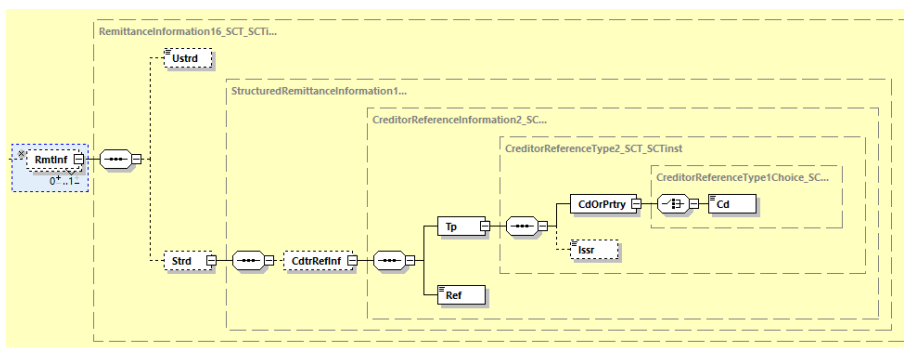 RemittanceInformation16_SCT_SCTi...
Ustrd
StructuredRemittanceInformation1...
CreditorReferenceInformation2_SC...
CreditorReferenceType2_SCT_SCTinst
CreditorReferenceType1Choice_SC...
RmtInf
0..1
CdOrPrtry
Cd
Tp
Issr
Strd
CdtrRefInf
Ref